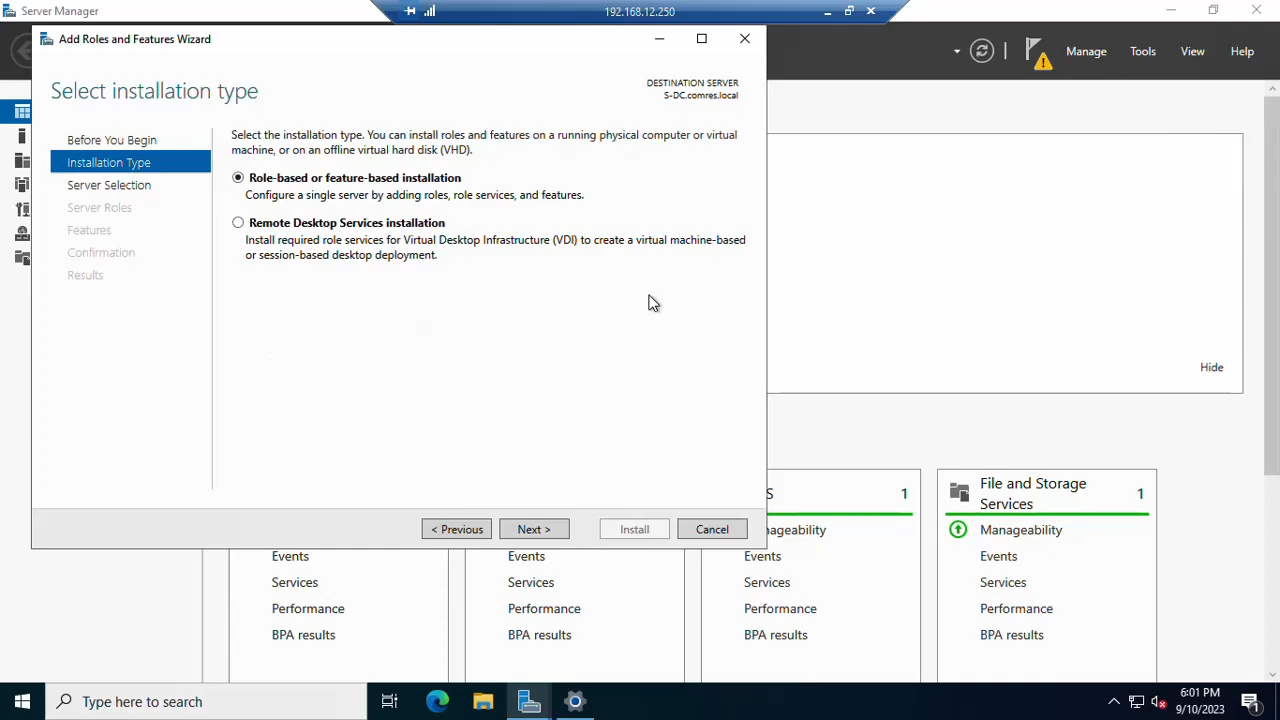 Server Manager
192.168.12.250
Add Roles and Features Wizard
Manage
Tools
View
Help
Select installation type
DESTINATION SERVER
S-DC.comres.local
Before You Begin
Installation Type
Server Selection
Server Roles
Features
Confirmation
Results
Select the installation type. You can install roles and features on a running physical computer or virtual
machine, or on an offline virtual hard disk (VHD).
Role-based or feature-based installation
Configure a single server by adding roles, role services, and features.
Remote Desktop Services installation
Install required role services for Virtual Desktop Infrastructure (VDI) to create a virtual machine-based
or session-based desktop deployment.
Hide
< Previous
Next >
Install
Cancel
S 1
File and Storage
Services
1
nageability
Manageability
Events
Events
Events
Events
Services
Services
Services
Services
Performance
Performance
Performance
Performance
BPA results
BPA results
BPA results
BPA results
Type here to search
6:01 PM
9/10/2023
1